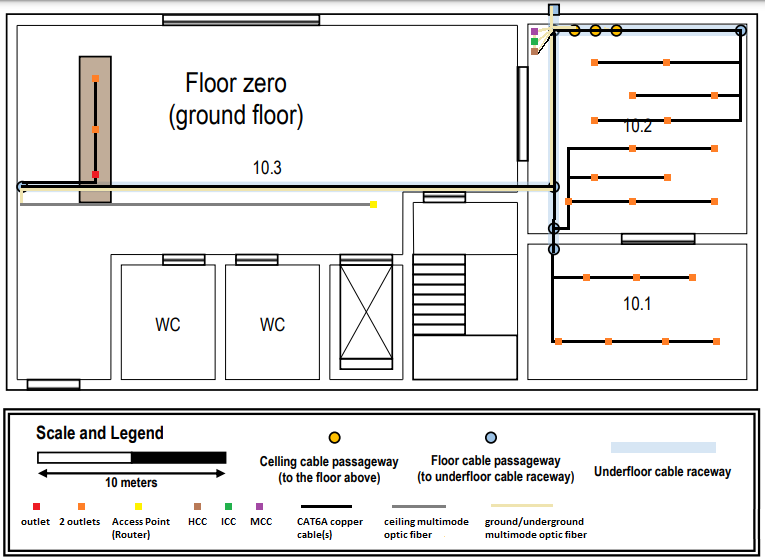 Floor zero
(ground floor)
10.2
10.3
10.1
WC
WC
Scale and Legend
10 meters
Celling cable passageway
(to the floor above)
Floor cable passageway
(to underfloor cable raceway)
Underfloor cable raceway
outlet
2 outlets
Access Point
(Router)
HCC
ICC
MCC
CAT6A copper
cable(s)
ceiling multimode
optic fiber
ground/underground
multimode optic fiber